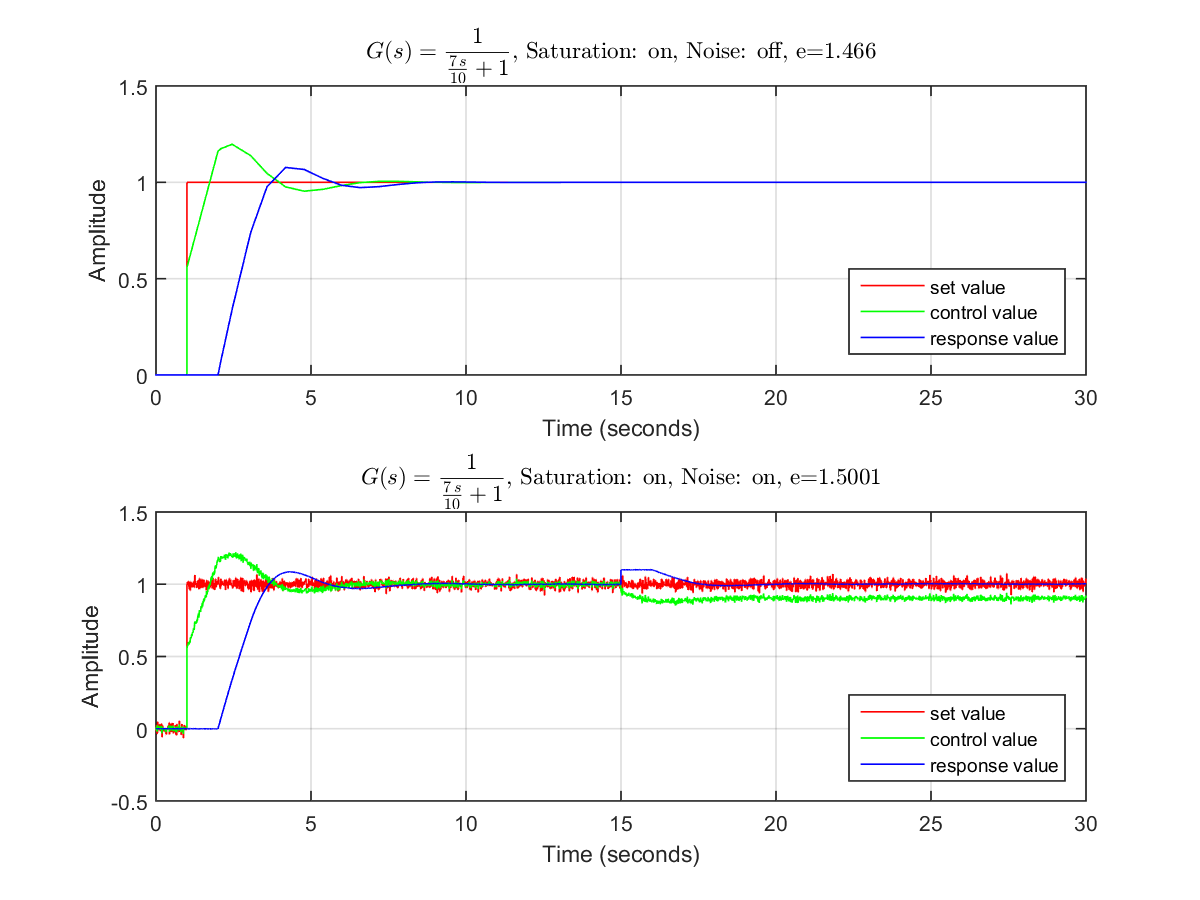 G(s) = 1 / (7s/10 + 1), Saturation: on, Noise: off, e=1.466
1.5
1
0.5
0
Amplitude
set value
control value
response value
0 5 10 15 20 25 30
Time (seconds)
G(s) = 1 / (7s/10 + 1), Saturation: on, Noise: on, e=1.5001
1.5
1
0.5
0
-0.5
Amplitude
set value
control value
response value
0 5 10 15 20 25 30
Time (seconds)